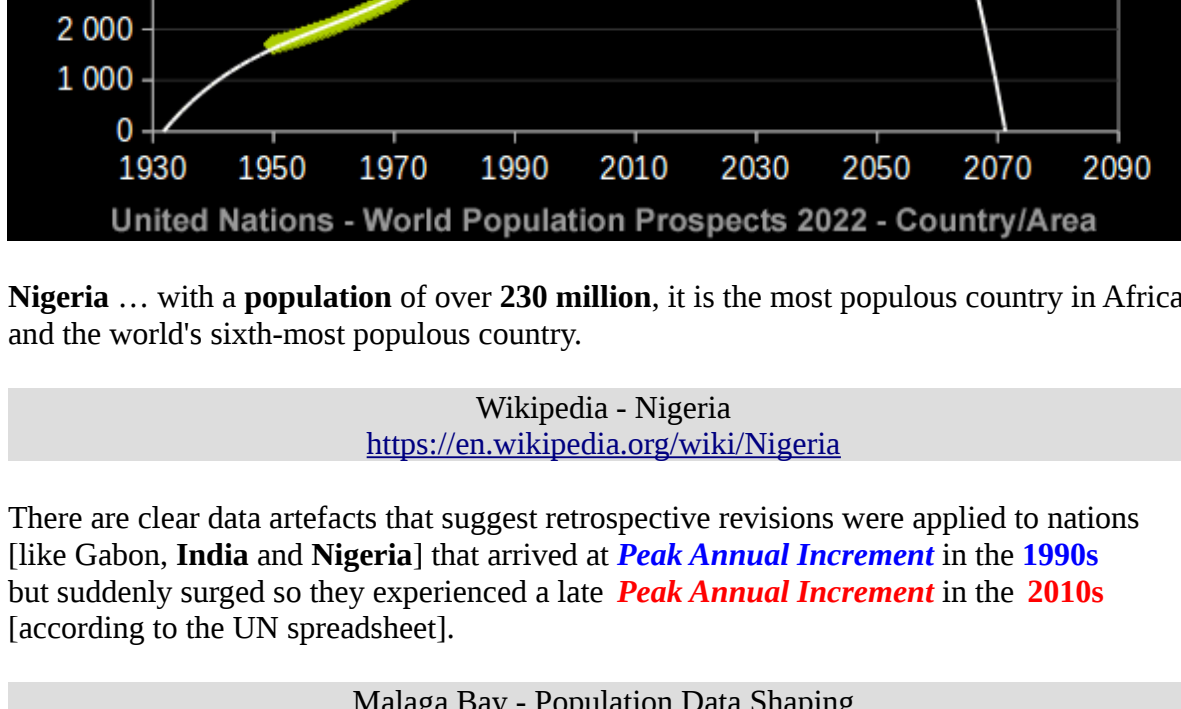 2 000
1 000
0
1930 1950 1970 1990 2010 2030 2050 2070 2090
United Nations - World Population Prospects 2022 - Country/Area
Nigeria … with a population of over 230 million, it is the most populous country in Africa
and the world's sixth-most populous country.
Wikipedia - Nigeria
https://en.wikipedia.org/wiki/Nigeria
There are clear data artefacts that suggest retrospective revisions were applied to nations
[like Gabon, India and Nigeria] that arrived at Peak Annual Increment in the 1990s
but suddenly surged so they experienced a late Peak Annual Increment in the 2010s
[according to the UN spreadsheet].
Malaga Bay - Population Data Shaping